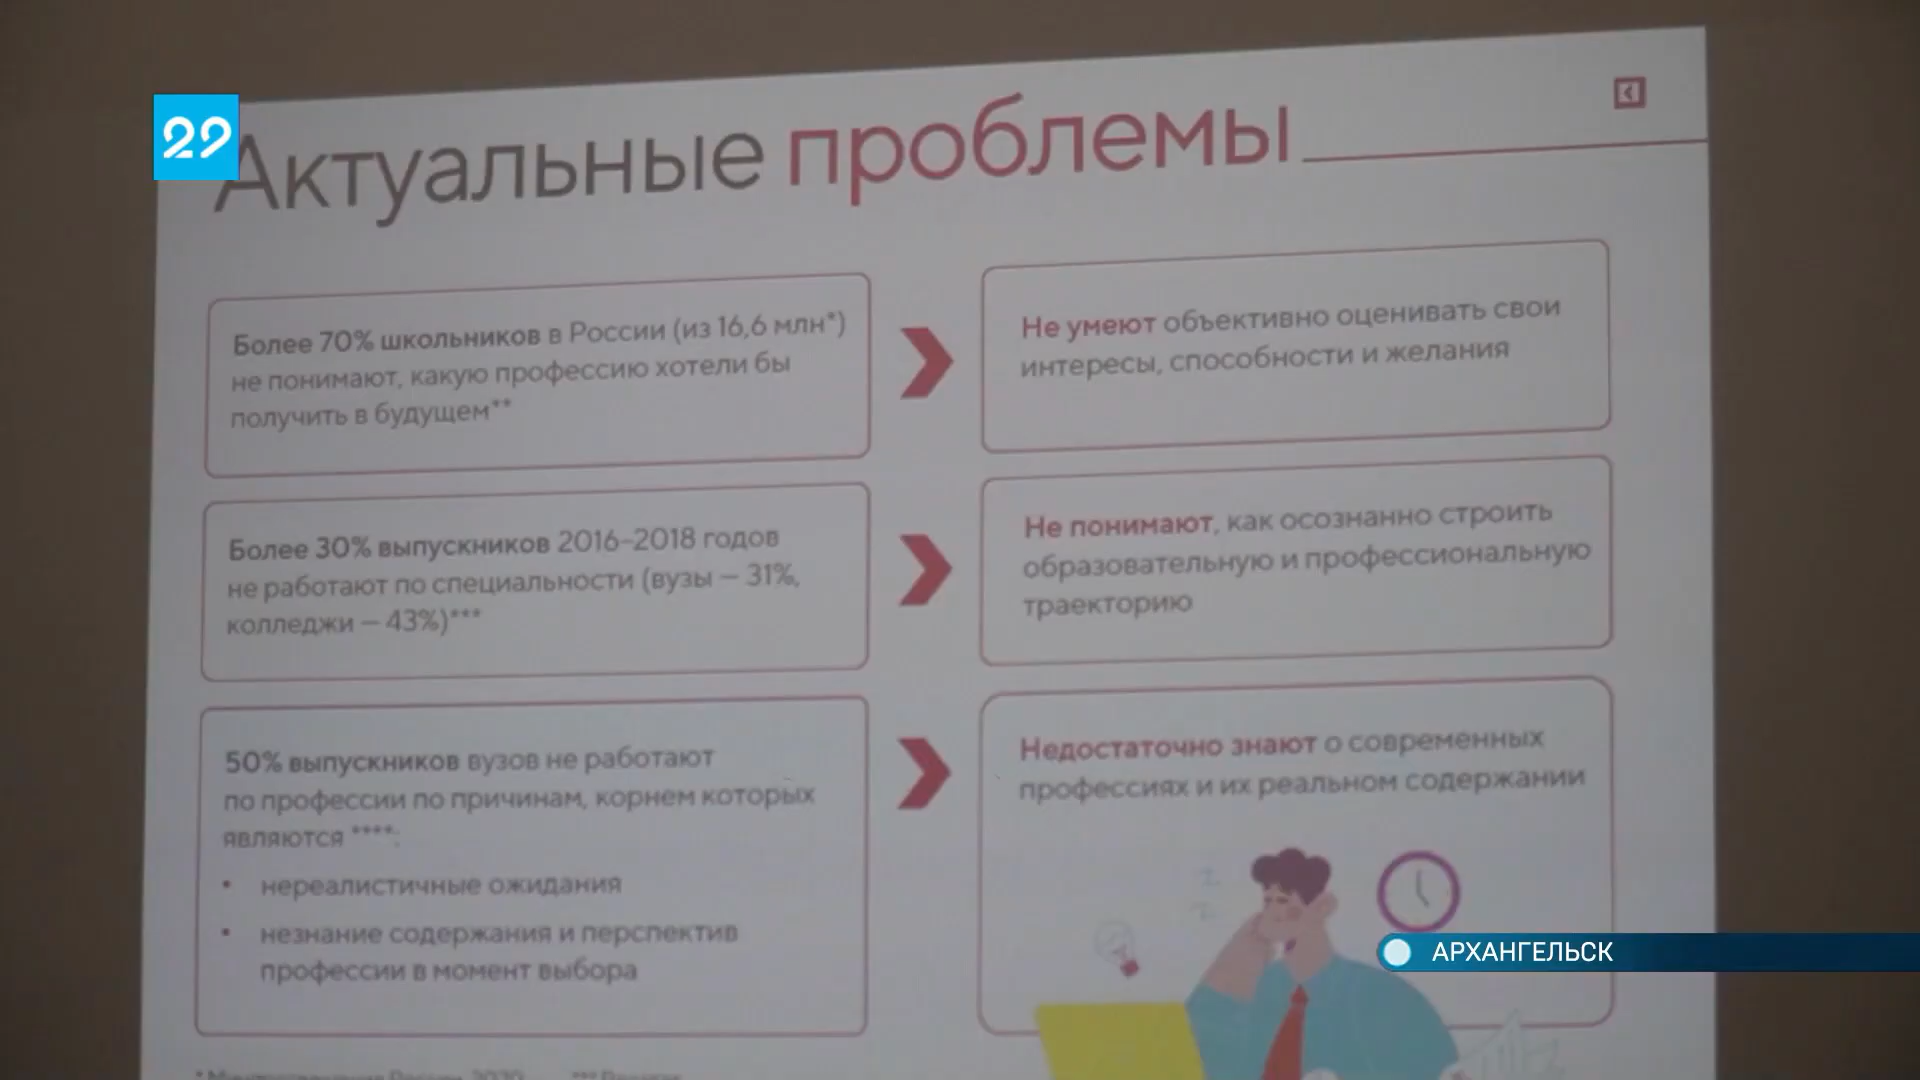 29
Актуальные проблемы
Более 70% школьников в России (из 16,6 млн*)
не понимают, какую профессию хотели бы
получить в будущем**
Не умеют объективно оценивать свои
интересы, способности и желания
Более 30% выпускников 2016–2018 годов
не работают по специальности (вузы – 31%,
колледжи – 43%)***
Не понимают, как осознанно строить
образовательную и профессиональную
траекторию
50% выпускников вузов не работают
по профессии по причинам, корнем которых
являются ****:
• нереалистичные ожидания
• незнание содержания и перспектив
профессии в момент выбора
Недостаточно знают о современных
профессиях и их реальном содержании
АРХАНГЕЛЬСК